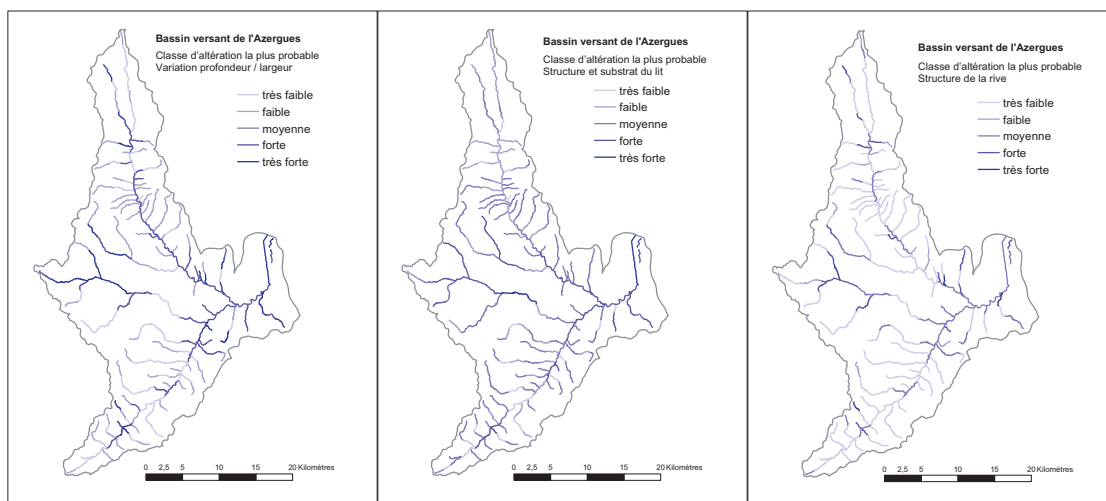 Bassin versant de l'Azergues
Classe d'altération la plus probable
Variation profondeur / largeur
très faible
faible
moyenne
forte
très forte
0 2,5 5 10 15 20 Kilomètres
Bassin versant de l'Azergues
Classe d'altération la plus probable
Structure et substrat du lit
très faible
faible
moyenne
forte
très forte
0 2,5 5 10 15 20 Kilomètres
Bassin versant de l'Azergues
Classe d'altération la plus probable
Structure de la rive
très faible
faible
moyenne
forte
très forte
0 2,5 5 10 15 20 Kilomètres